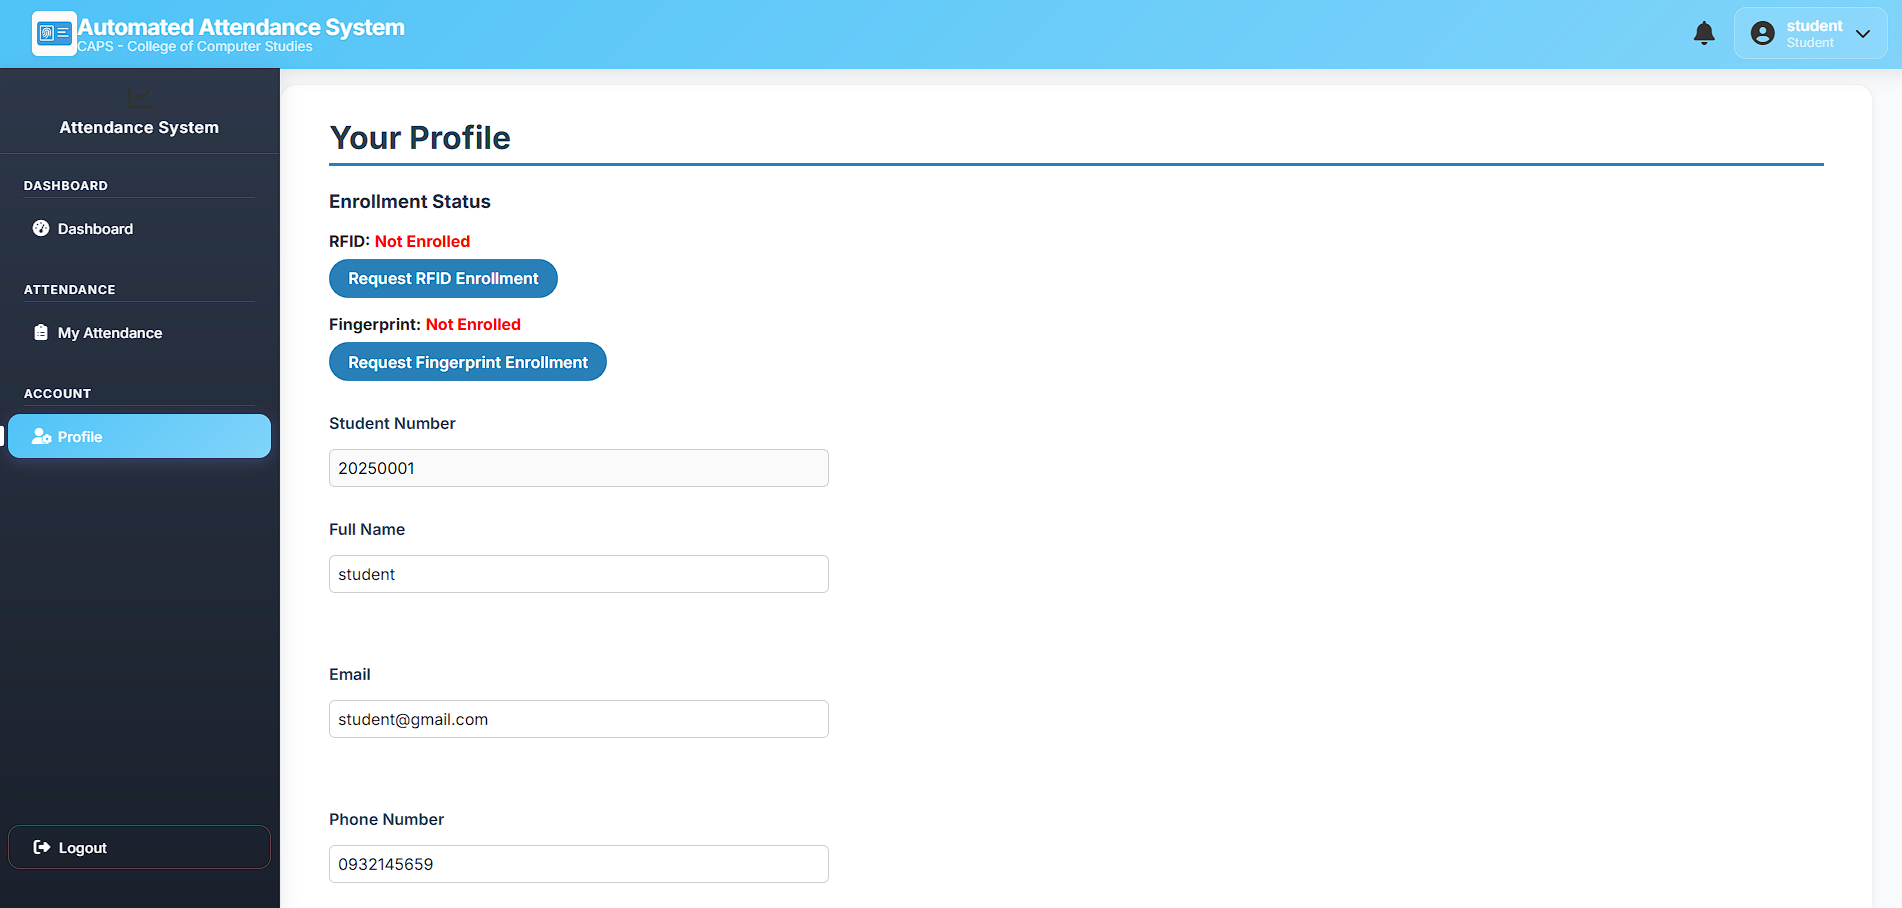 Automated Attendance System
CAPS - College of Computer Studies
student
Student
Attendance System
DASHBOARD
Dashboard
ATTENDANCE
My Attendance
ACCOUNT
Profile
Logout
Your Profile
Enrollment Status
RFID: Not Enrolled
Request RFID Enrollment
Fingerprint: Not Enrolled
Request Fingerprint Enrollment
Student Number
20250001
Full Name
student
Email
student@gmail.com
Phone Number
0932145659